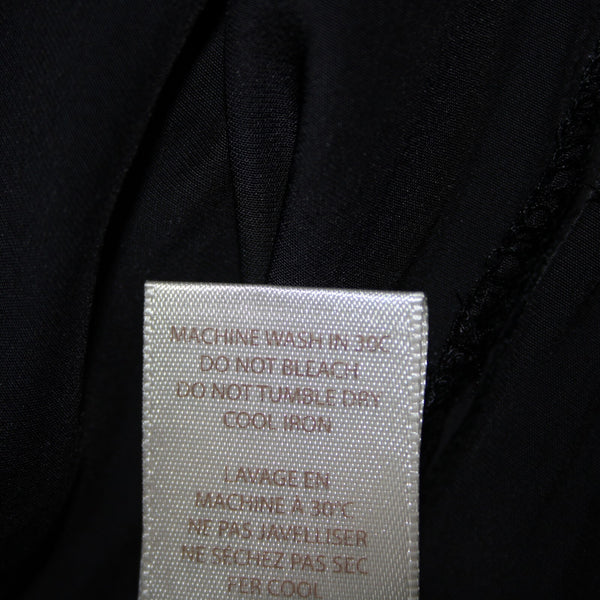 MACHINE WASH IN 30C
DO NOT BLEACH
DO NOT TUMBLE DRY
COOL IRON
LAVAGE EN
MACHINE À 30°C
NE PAS JAVELLISER
NE SECHEZ PAS SEC
FER COOL